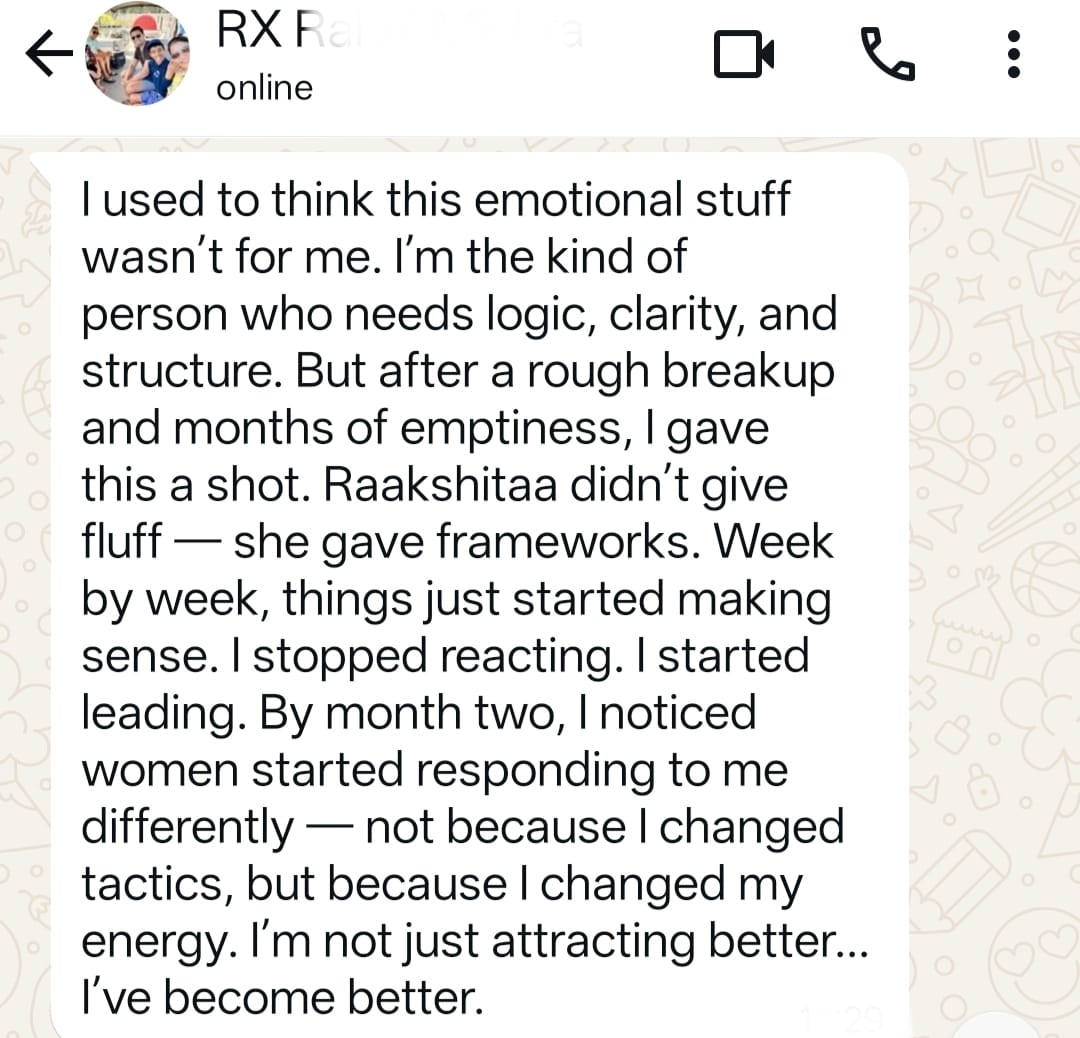 RX
online
I used to think this emotional stuff
wasn’t for me. I’m the kind of
person who needs logic, clarity, and
structure. But after a rough breakup
and months of emptiness, I gave
this a shot. Raakshitaa didn’t give
fluff — she gave frameworks. Week
by week, things just started making
sense. I stopped reacting. I started
leading. By month two, I noticed
women started responding to me
differently — not because I changed
tactics, but because I changed my
energy. I’m not just attracting better...
I’ve become better.